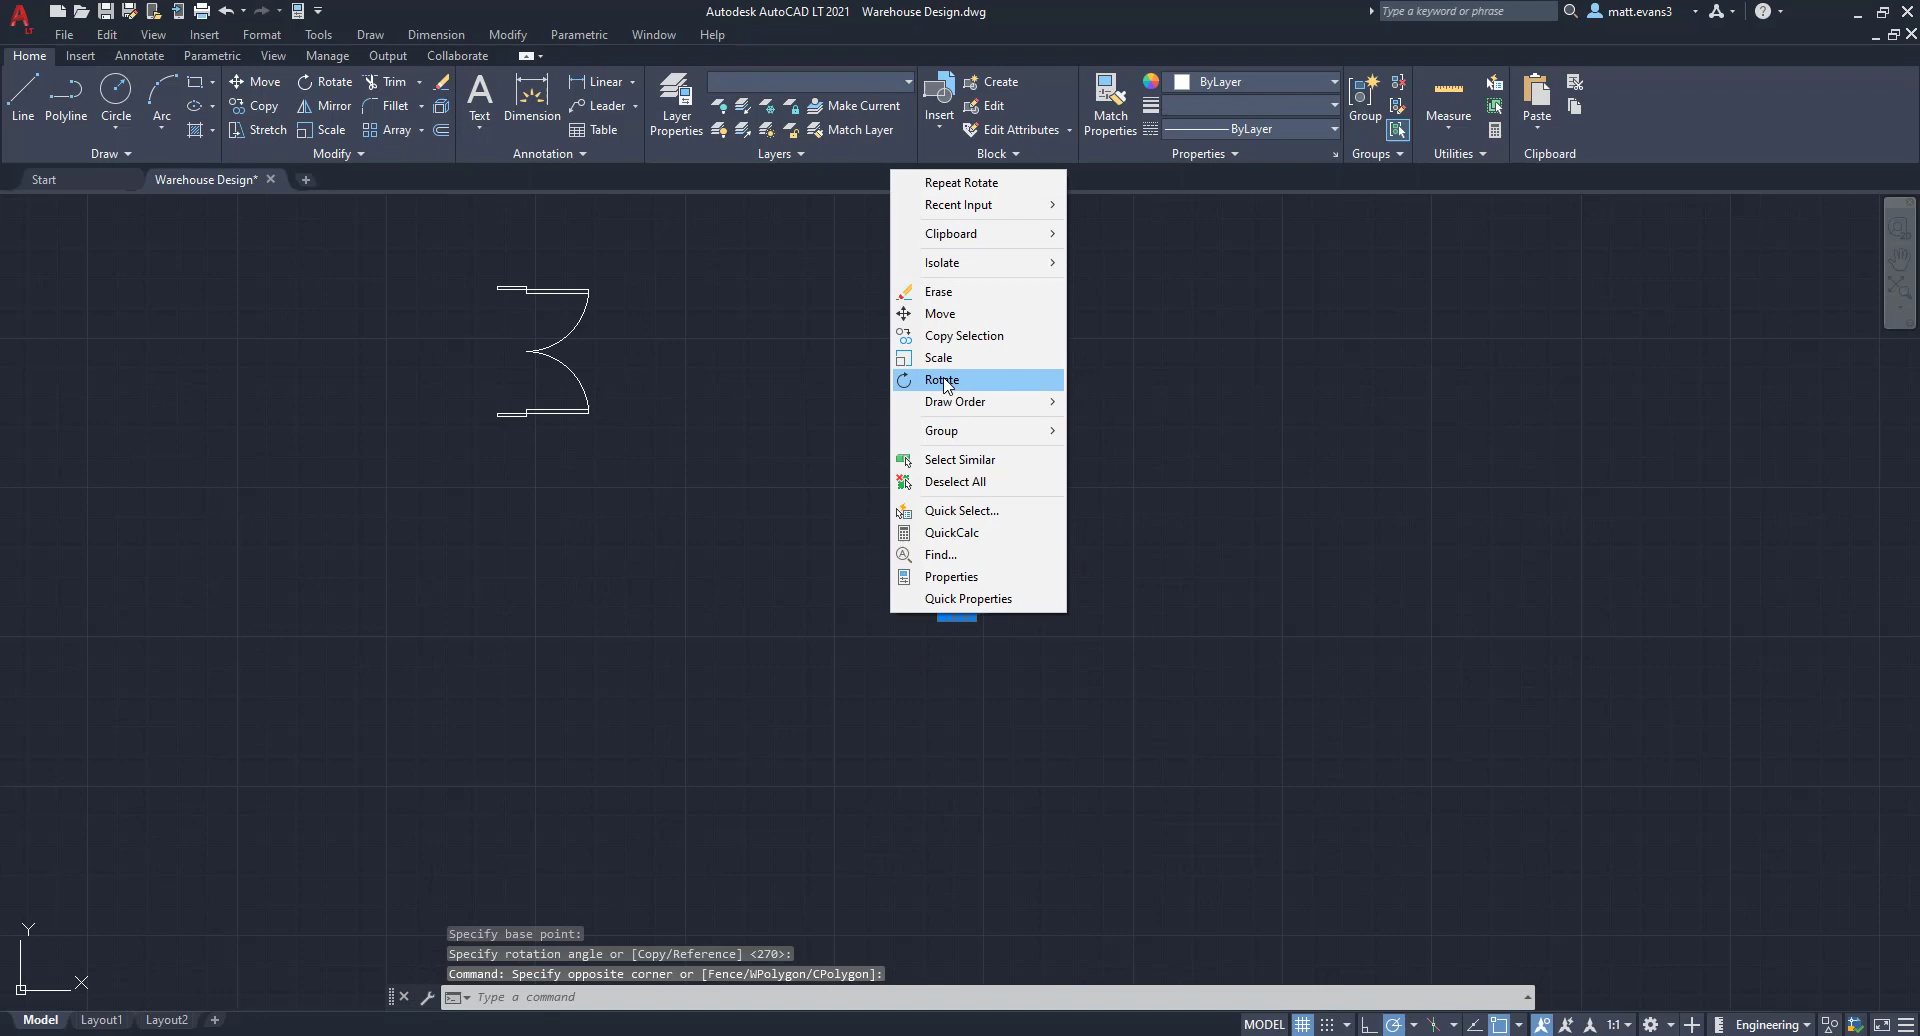 Autodesk AutoCAD LT 2021 Warehouse Design.dwg
Type a keyword or phrase
matt.evans3
LT
File Edit View Insert Format Tools Draw Dimension Modify Parametric Window Help
Home Insert Annotate Parametric View Manage Output Collaborate
Line Polyline Circle Arc
Move Rotate Trim
Copy Mirror Fillet
Stretch Scale Array
Text Dimension
Linear
Leader
Table
Layer Properties
Make Current
Match Layer
Insert
Create
Edit
Edit Attributes
Match Properties
ByLayer
ByLayer
Group
Measure
Paste
Draw Modify Annotation Layers Block Properties Groups Utilities Clipboard
Start Warehouse Design*
Repeat Rotate
Recent Input
Clipboard
Isolate
Erase
Move
Copy Selection
Scale
Rotate
Draw Order
Group
Select Similar
Deselect All
Quick Select...
QuickCalc
Find...
Properties
Quick Properties
Y
X
Specify base point:
Specify rotation angle or [Copy/Reference] <270>:
Command: Specify opposite corner or [Fence/WPolygon/CPolygon]:
Type a command
Model Layout1 Layout2
MODEL 1:1 Engineering